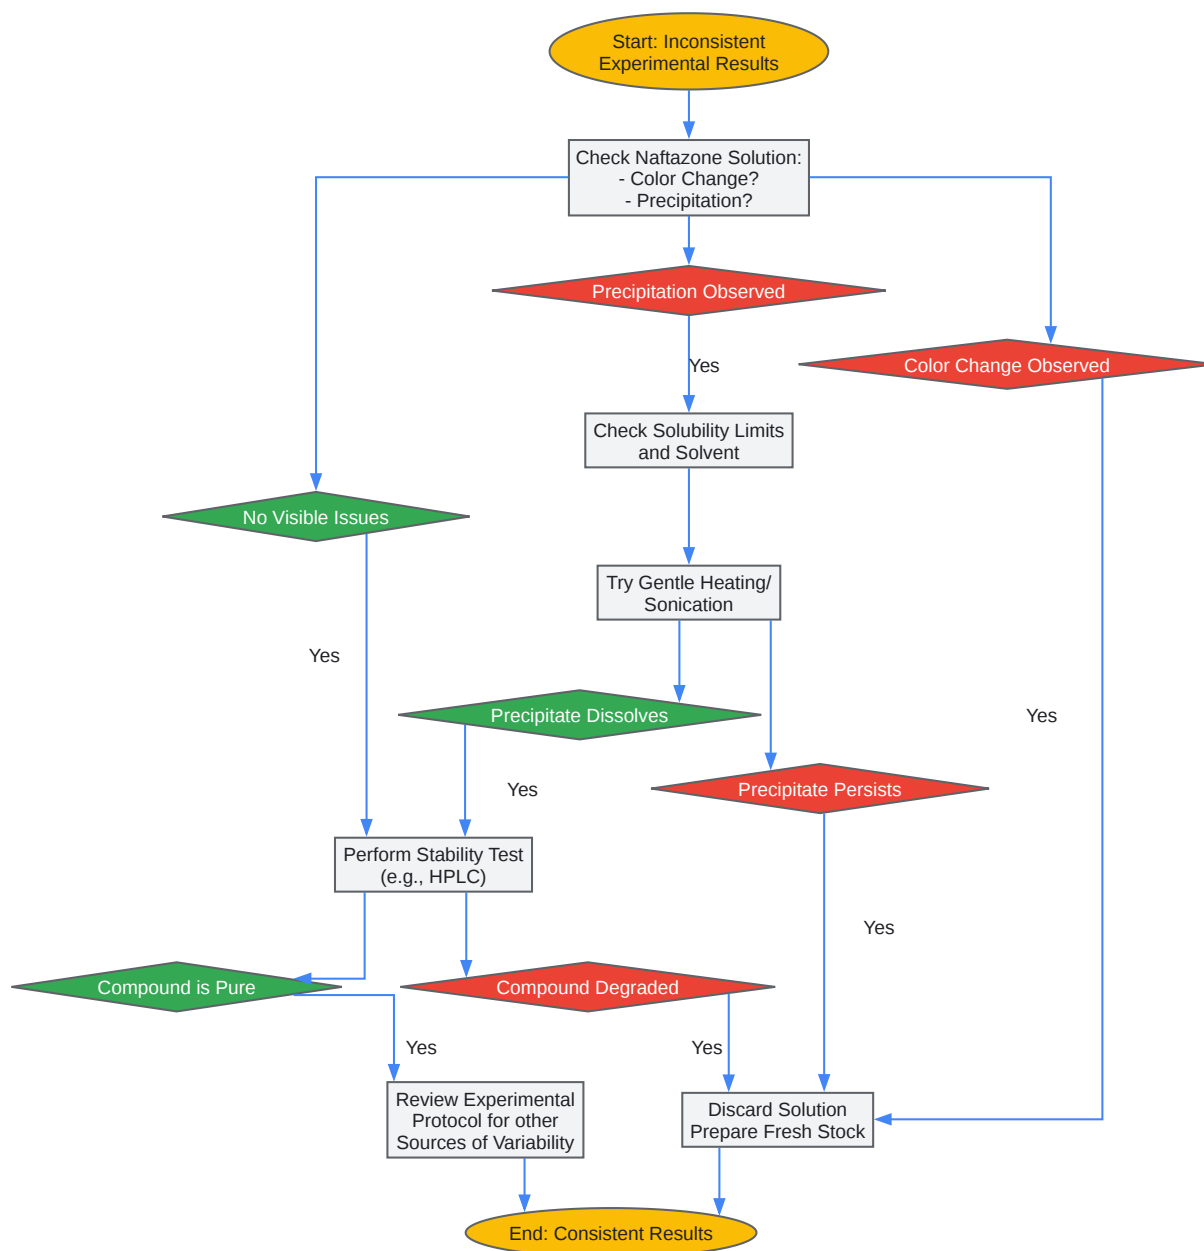 Start: Inconsistent
Experimental Results
Check Naftazone Solution:
- Color Change?
- Precipitation?
Precipitation Observed
Color Change Observed
Yes
Check Solubility Limits
and Solvent
No Visible Issues
Try Gentle Heating/
Sonication
Yes
Precipitate Dissolves
Yes
Yes
Precipitate Persists
Perform Stability Test
(e.g., HPLC)
Yes
Compound is Pure
Compound Degraded
Yes
Yes
Review Experimental
Protocol for other
Sources of Variability
Discard Solution
Prepare Fresh Stock
End: Consistent Results